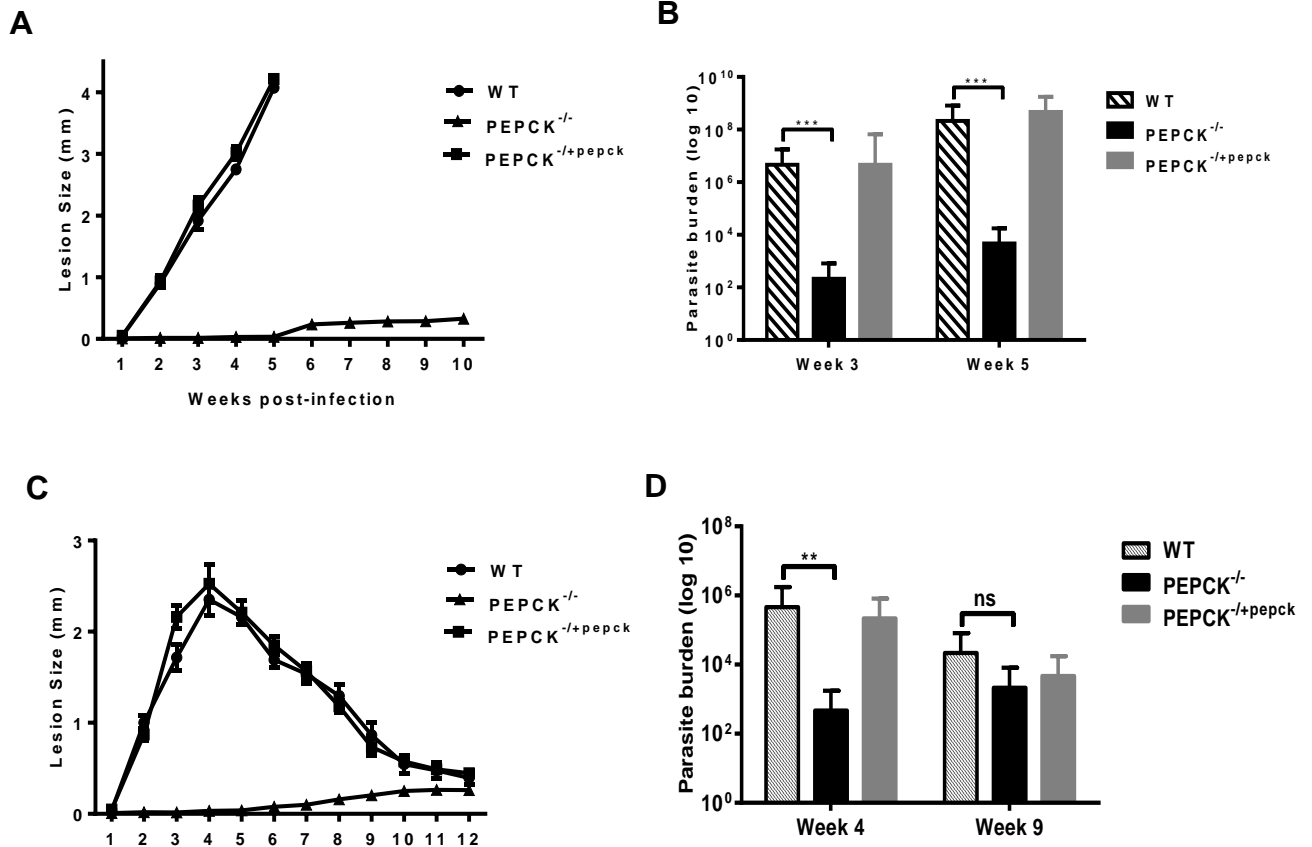 A
Lesion Size (mm)
4
3
2
1
0
1 2 3 4 5 6 7 8 9 10
Weeks post-infection
WT
PEPCK-/-
PEPCK-/+pepck
B
Parasite burden (log 10)
10^10
10^8
10^6
10^4
10^2
10^0
***
***
Week 3 Week 5
WT
PEPCK-/-
PEPCK-/+pepck
C
Lesion Size (mm)
3
2
1
0
1 2 3 4 5 6 7 8 9 10 11 12
WT
PEPCK-/-
PEPCK-/+pepck
D
Parasite burden (log 10)
10^8
10^6
10^4
10^2
10^0
**
ns
Week 4 Week 9
WT
PEPCK-/-
PEPCK-/+pepck